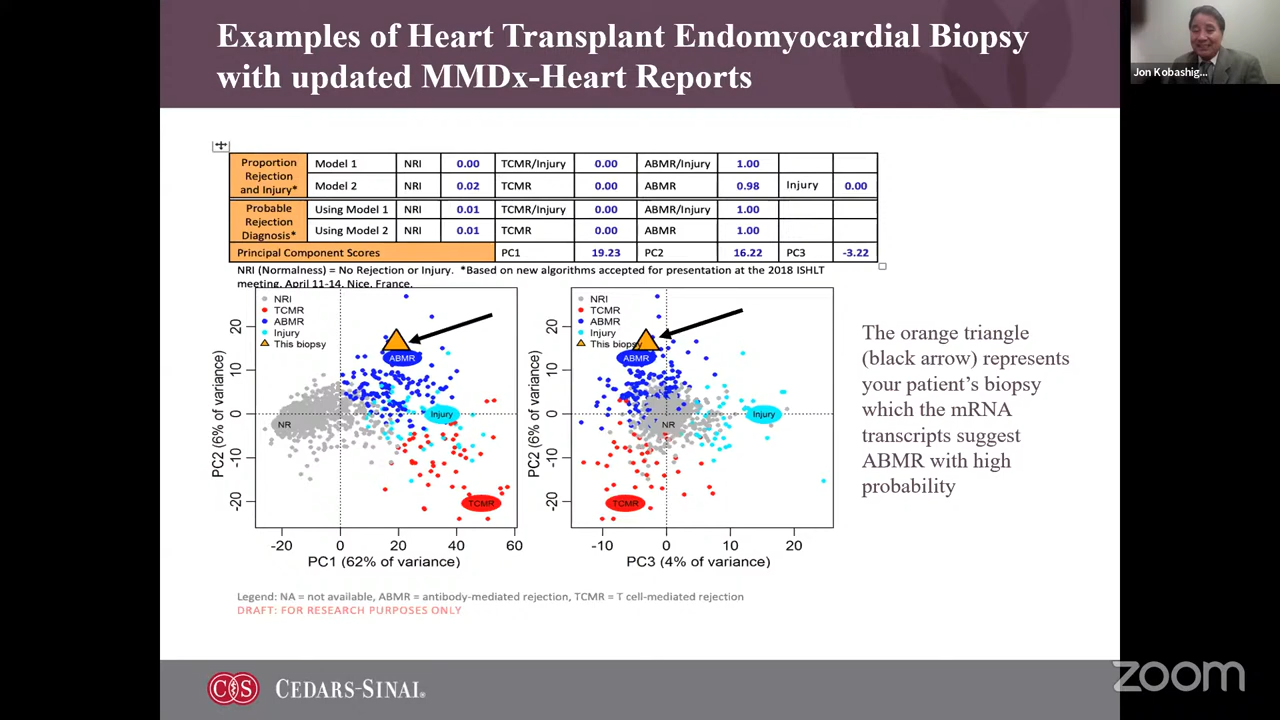 Examples of Heart Transplant Endomyocardial Biopsy
with updated MMDx-Heart Reports
Jon Kobashig...
Proportion Rejection and Injury*
Model 1 NRI 0.00 TCMR/Injury 0.00 ABMR/Injury 1.00
Model 2 NRI 0.02 TCMR 0.00 ABMR 0.98 Injury 0.00
Probable Rejection Diagnosis*
Using Model 1 NRI 0.01 TCMR/Injury 0.00 ABMR/Injury 1.00
Using Model 2 NRI 0.01 TCMR 0.00 ABMR 1.00
Principal Component Scores PC1 19.23 PC2 16.22 PC3 -3.22
NRI (Normalness) = No Rejection or Injury. *Based on new algorithms accepted for presentation at the 2018 ISHLT
meeting, April 11-14, Nice, France.
NRI
TCMR
ABMR
Injury
This biopsy
ABMR
Injury
NR
TCMR
PC2 (6% of variance)
20
10
0
-10
-20
-20 0 20 40 60
PC1 (62% of variance)
NRI
TCMR
ABMR
Injury
This biopsy
ABMR
NR
Injury
TCMR
PC2 (6% of variance)
20
10
0
-10
-20
-10 0 10 20
PC3 (4% of variance)
The orange triangle
(black arrow) represents
your patient's biopsy
which the mRNA
transcripts suggest
ABMR with high
probability
Legend: NA = not available, ABMR = antibody-mediated rejection, TCMR = T cell-mediated rejection
DRAFT: FOR RESEARCH PURPOSES ONLY
CEDARS-SINAI®
zoom